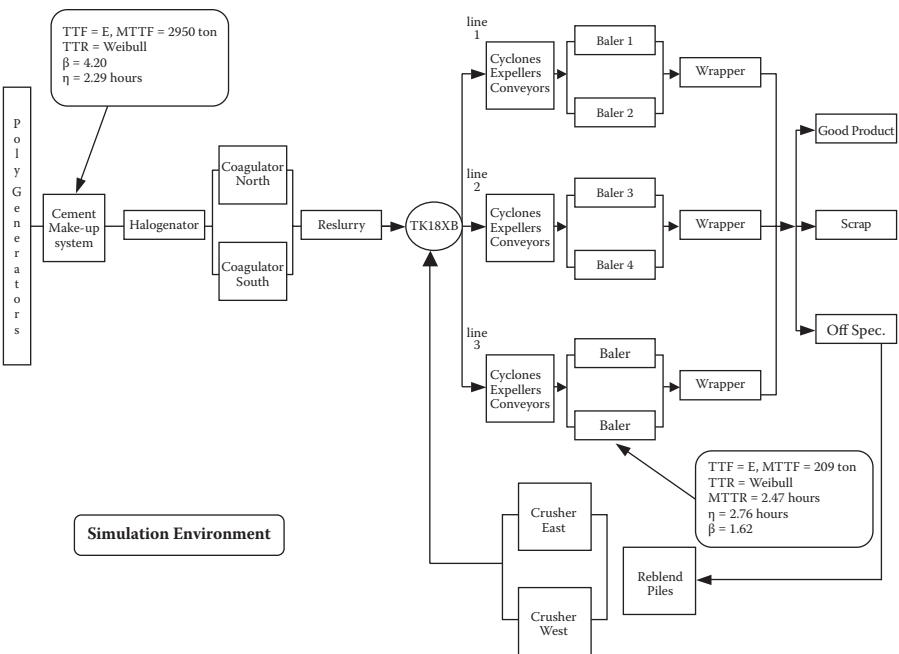 TTF = E, MTTF = 2950 ton
TTR = Weibull
β = 4.20
η = 2.29 hours
Poly Generators
Cement
Make-up
system
Halogenator
Coagulator
North
Coagulator
South
Reslurry
TK18XB
line
1
Cyclones
Expellers
Conveyors
Baler 1
Baler 2
Wrapper
line
2
Cyclones
Expellers
Conveyors
Baler 3
Baler 4
Wrapper
line
3
Cyclones
Expellers
Conveyors
Baler
Baler
Wrapper
Good Product
Scrap
Off Spec.
TTF = E, MTTF = 209 ton
TTR = Weibull
MTTR = 2.47 hours
η = 2.76 hours
β = 1.62
Simulation Environment
Crusher
East
Crusher
West
Reblend
Piles